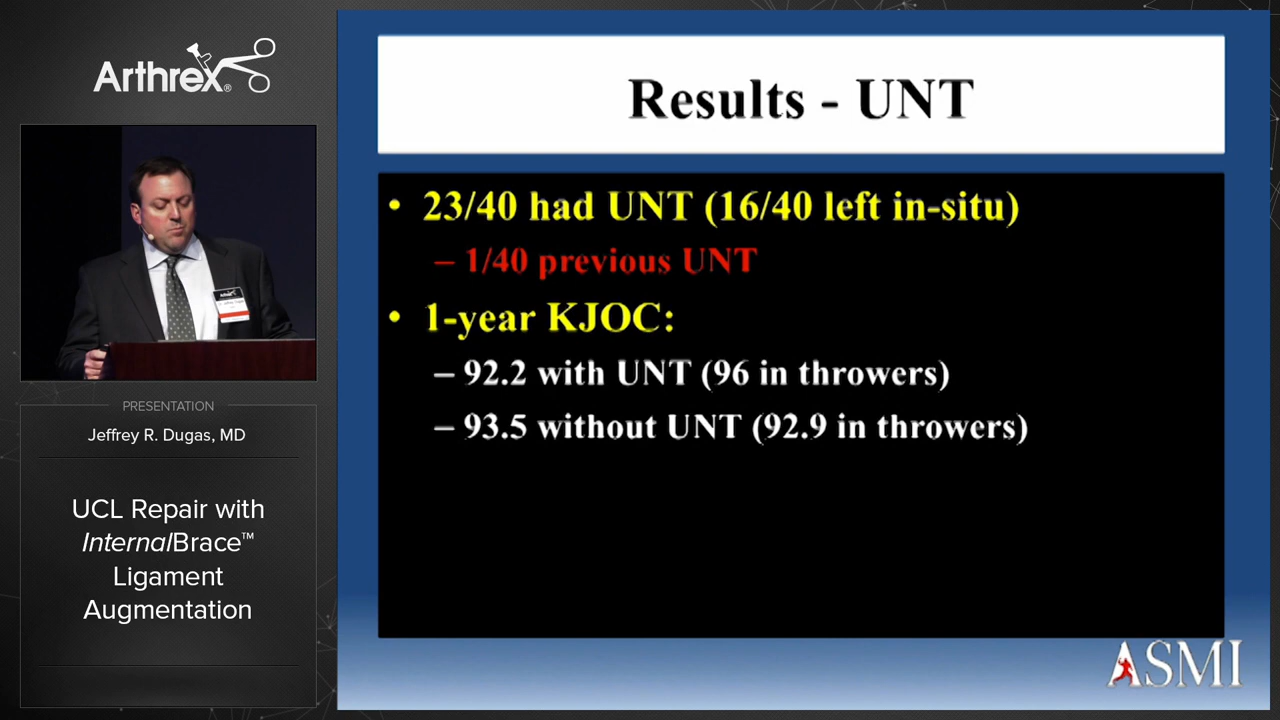 Arthrex®
PRESENTATION
Jeffrey R. Dugas, MD
UCL Repair with
InternalBrace™
Ligament
Augmentation
Results - UNT
• 23/40 had UNT (16/40 left in-situ)
– 1/40 previous UNT
• 1-year KJOC:
– 92.2 with UNT (96 in throwers)
– 93.5 without UNT (92.9 in throwers)
ASMI
Arthrex